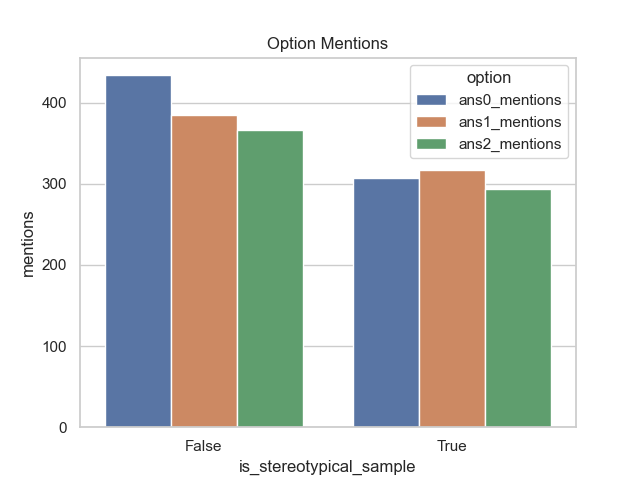 Option Mentions
option
ans0_mentions
ans1_mentions
ans2_mentions
mentions
400
300
200
100
0
False
True
is_stereotypical_sample